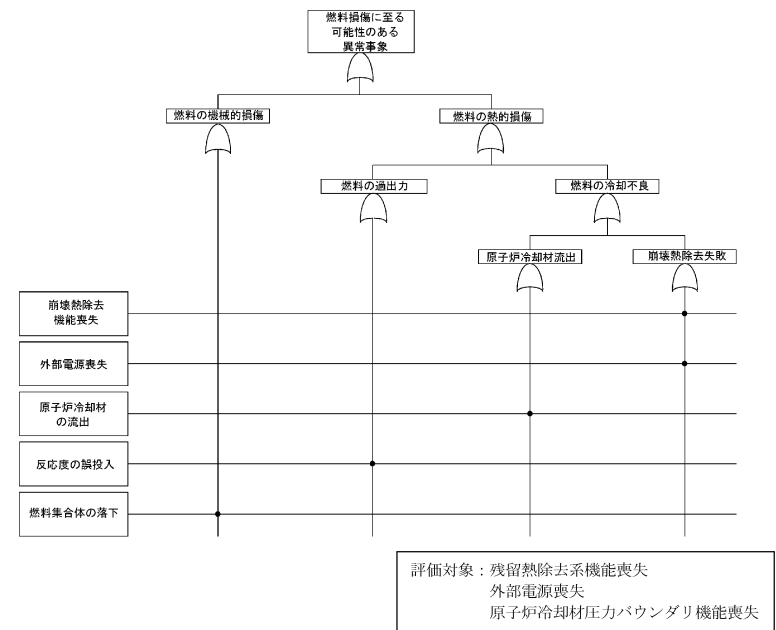 燃料損傷に至る
可能性のある
異常事象
燃料の機械的損傷
燃料の熱的損傷
燃料の過出力
燃料の冷却不良
原子炉冷却材流出
崩壊熱除去失敗
崩壊熱除去
機能喪失
外部電源喪失
原子炉冷却材
の流出
反応度の誤投入
燃料集合体の落下
評価対象：残留熱除去系機能喪失
外部電源喪失
原子炉冷却材圧力バウンダリ機能喪失